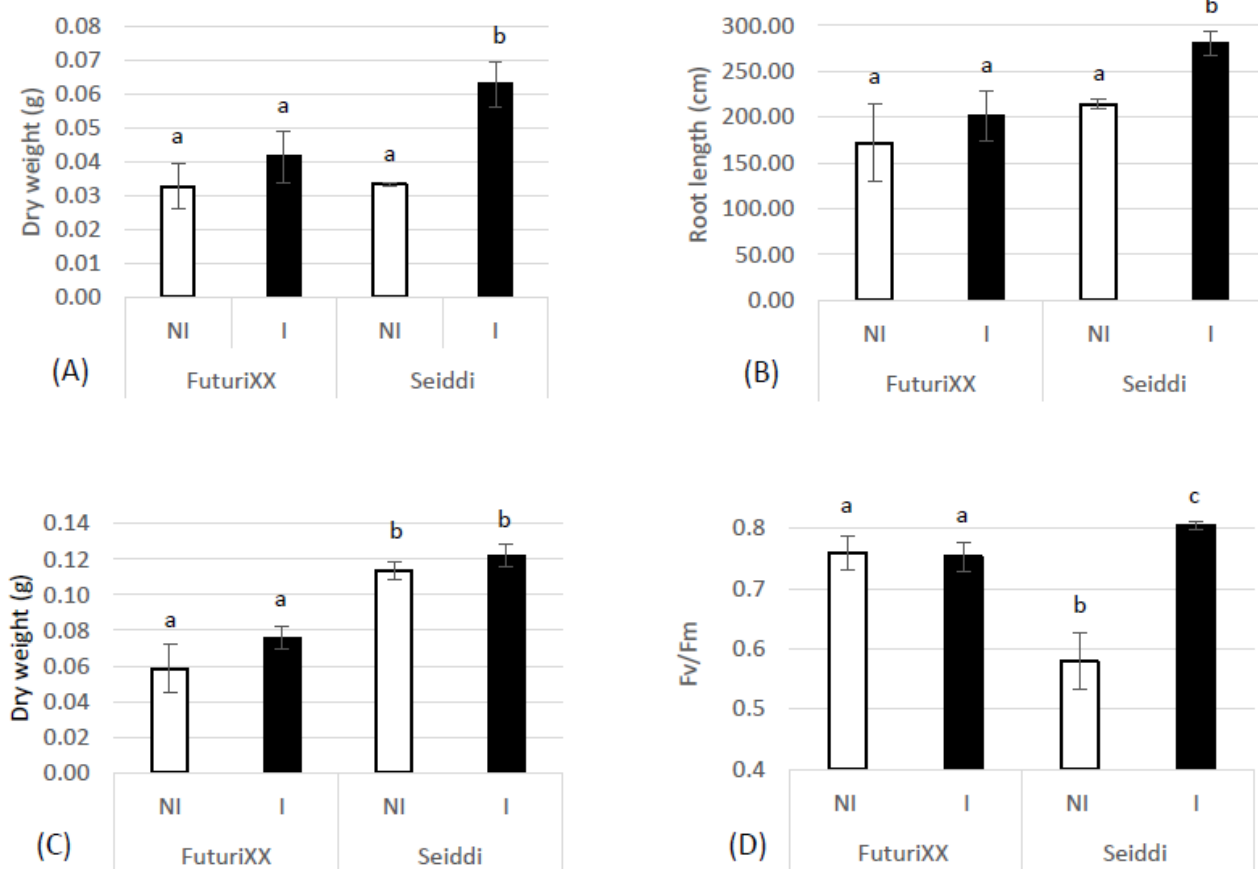 0.08
0.07
0.06
0.05
0.04
0.03
0.02
0.01
0.00
Dry weight (g)
a
a
a
b
NI
I
NI
I
FuturiXX
Seiddi
(A)
300.00
250.00
200.00
150.00
100.00
50.00
0.00
Root length (cm)
a
a
a
b
NI
I
NI
I
FuturiXX
Seiddi
(B)
0.14
0.12
0.10
0.08
0.06
0.04
0.02
0.00
Dry weight (g)
a
a
b
b
NI
I
NI
I
FuturiXX
Seiddi
(C)
0.8
0.7
0.6
0.5
0.4
Fv/Fm
a
a
b
c
NI
I
NI
I
FuturiXX
Seiddi
(D)